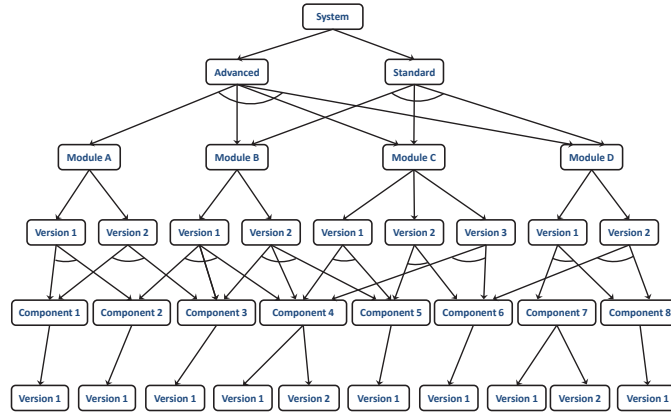 System
Advanced
Standard
Module A
Module B
Module C
Module D
Version 1
Version 2
Version 1
Version 2
Version 1
Version 2
Version 3
Version 1
Version 2
Component 1
Component 2
Component 3
Component 4
Component 5
Component 6
Component 7
Component 8
Version 1
Version 1
Version 1
Version 1
Version 2
Version 1
Version 1
Version 1
Version 2
Version 1